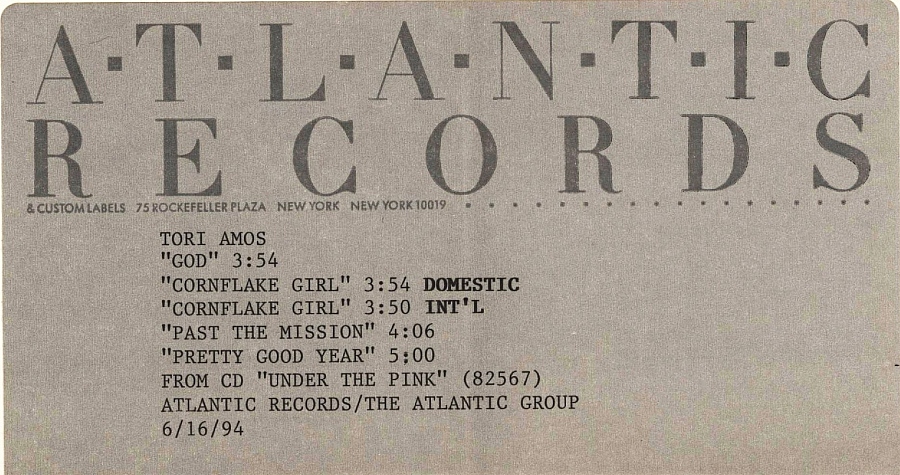 A·T·L·A·N·T·I·C
RECORDS
& CUSTOM LABELS 75 ROCKEFELLER PLAZA NEW YORK NEW YORK 10019
TORI AMOS
"GOD" 3:54
"CORNFLAKE GIRL" 3:54 DOMESTIC
"CORNFLAKE GIRL" 3:50 INT'L
"PAST THE MISSION" 4:06
"PRETTY GOOD YEAR" 5:00
FROM CD "UNDER THE PINK" (82567)
ATLANTIC RECORDS/THE ATLANTIC GROUP
6/16/94